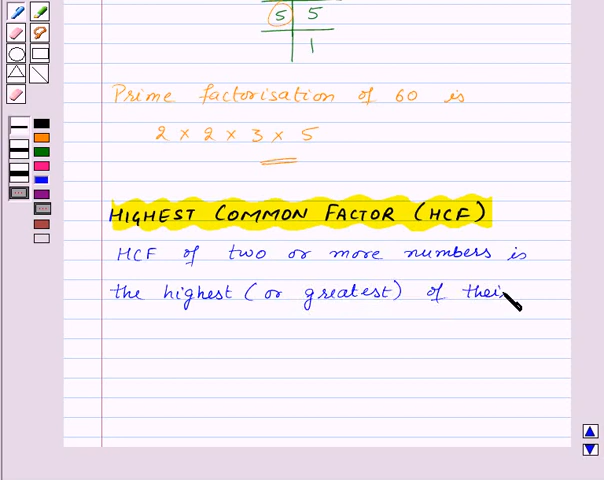 5 5
1
Prime factorisation of 60 is
2 × 2 × 3 × 5
HIGHEST COMMON FACTOR (HCF)
HCF of two or more numbers is
the highest (or greatest) of thei